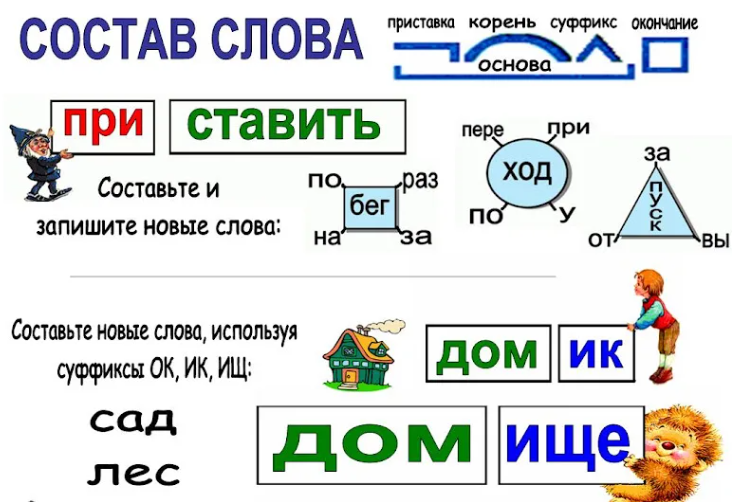 СОСТАВ СЛОВА
приставка корень суффикс окончание
основа
при ставить
Составьте и
запишите новые слова:
по раз
бег
на за
пере при
ХОД
по у
за
ПУСК
от вы
Составьте новые слова, используя
суффиксы ОК, ИК, ИЩ:
дом ик
сад
лес
дом ище